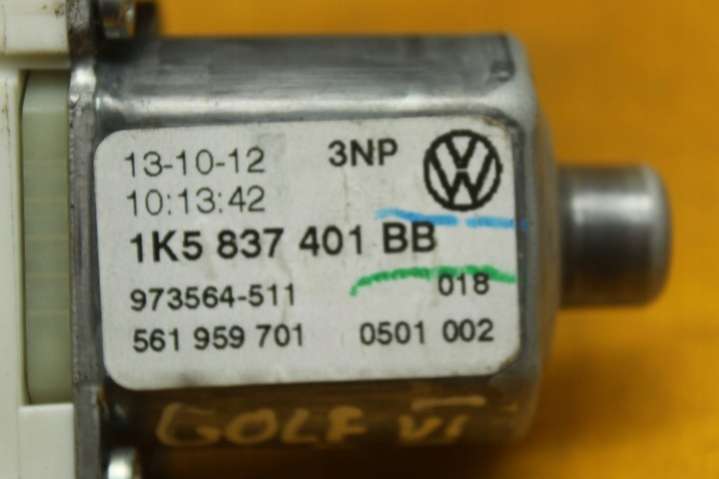 13-10-12 3NP VW
10:13:42
1K5 837 401 BB
973564-511 018
561 959 701 0501 002
GOLF VI